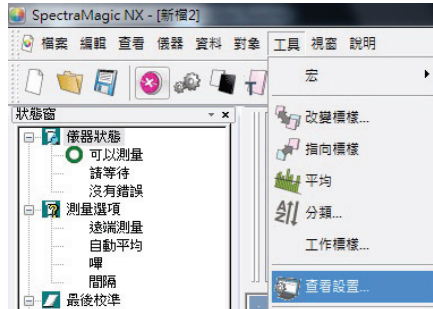 SpectraMagic NX - [新檔2]
檔案 編輯 查看 儀器 資料 對象 工具 視窗 說明
宏
改變標樣...
指向標樣
平均
分類...
工作標樣...
查看設置...
狀態窗
儀器狀態
可以測量
請等待
沒有錯誤
測量選項
遠端測量
自動平均
嗶
間隔
最後校準